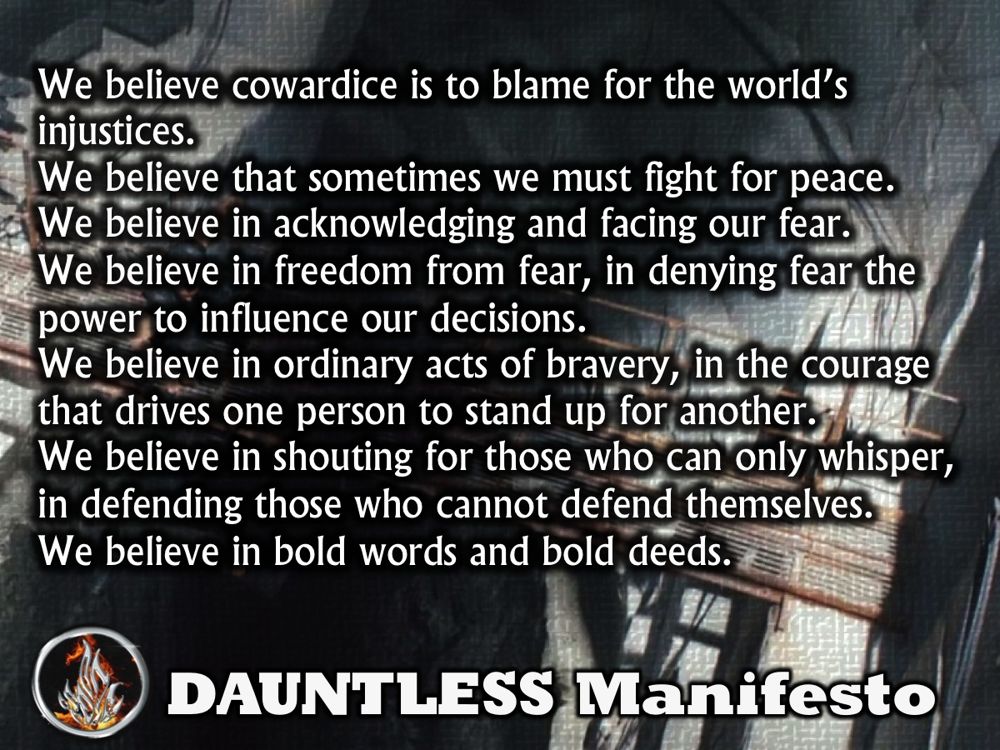 We believe cowardice is to blame for the world’s
injustices.
We believe that sometimes we must fight for peace.
We believe in acknowledging and facing our fear.
We believe in freedom from fear, in denying fear the
power to influence our decisions.
We believe in ordinary acts of bravery, in the courage
that drives one person to stand up for another.
We believe in shouting for those who can only whisper,
in defending those who cannot defend themselves.
We believe in bold words and bold deeds.
DAUNTLESS Manifesto